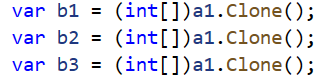 var b1 = (int[])a1.Clone();
var b2 = (int[])a1.Clone();
var b3 = (int[])a1.Clone();